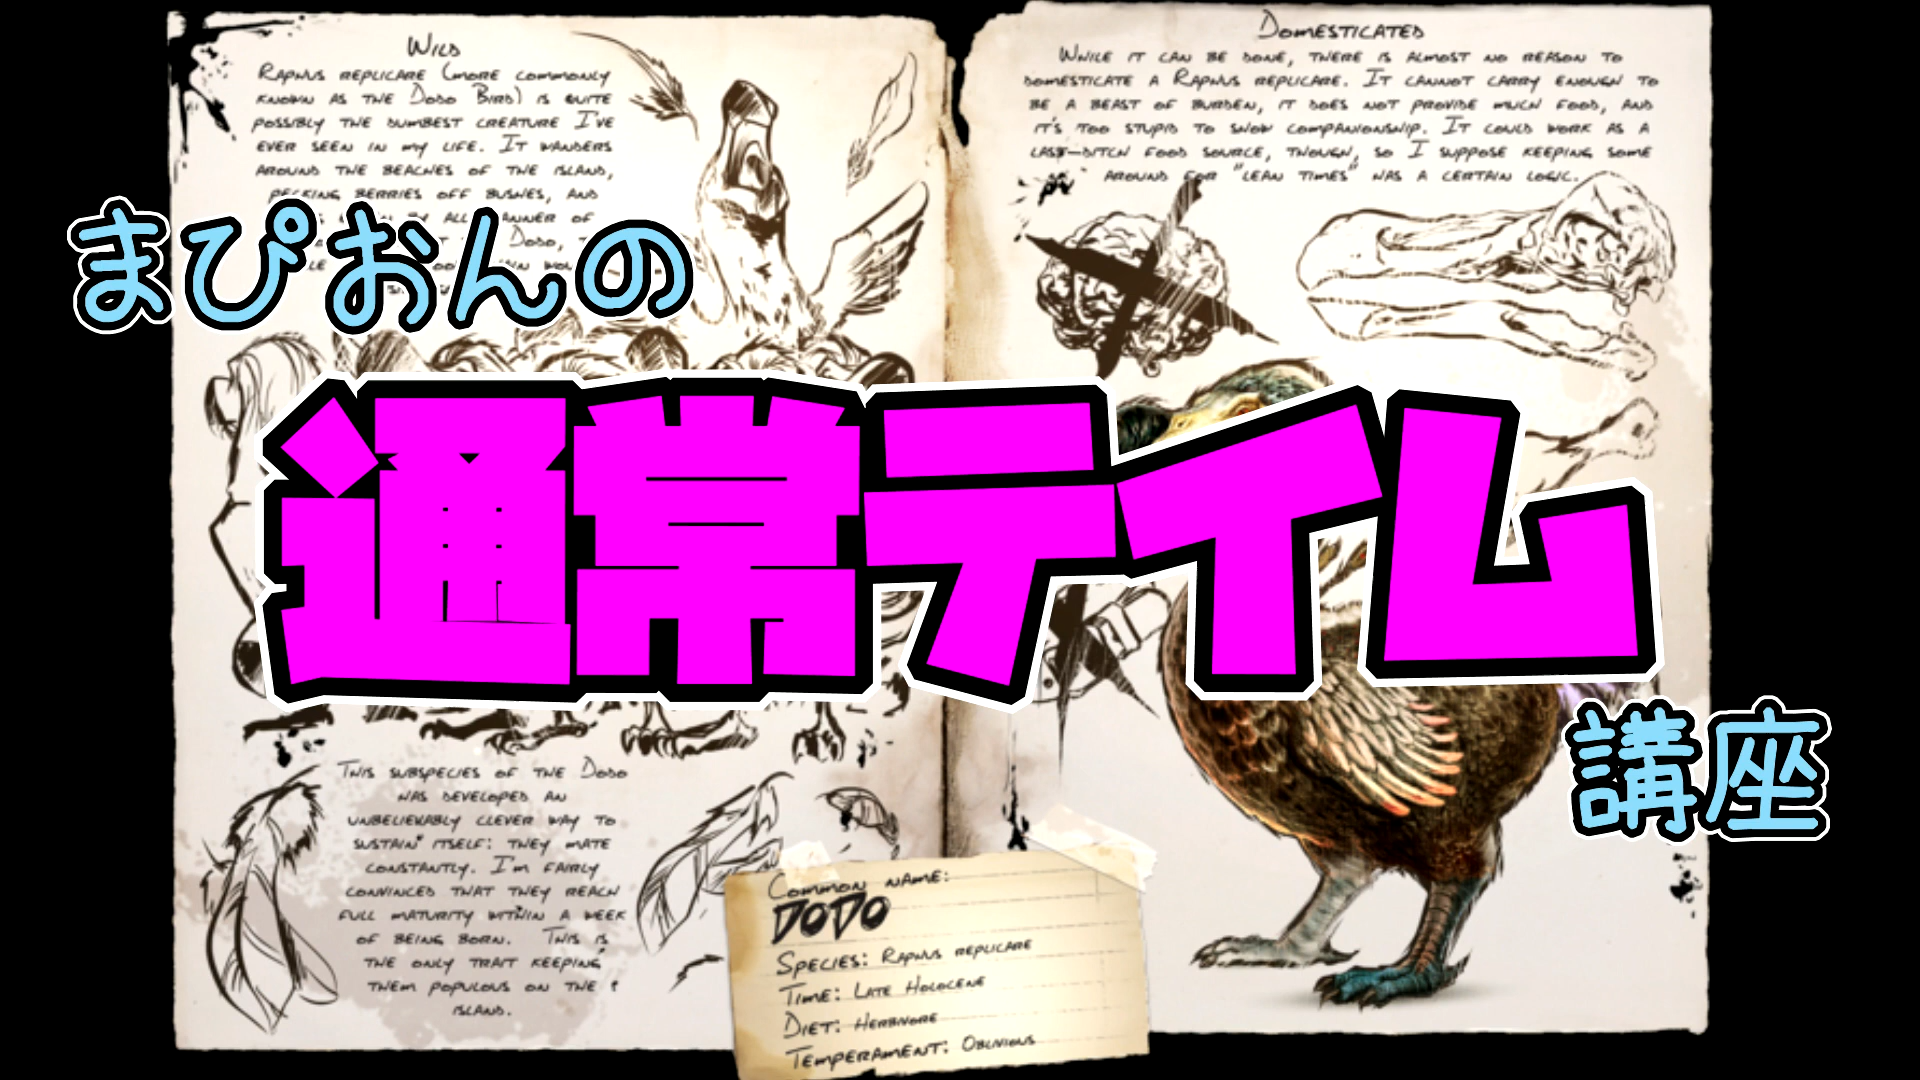 WILD
RAPHUS REPLICARE (MORE COMMONLY
KNOWN AS THE DODO BIRD) IS QUITE
POSSIBLY THE DUMBEST CREATURE I'VE
EVER SEEN IN MY LIFE. IT WANDERS
AROUND THE BEACHES OF THE ISLAND,
PECKING BERRIES OFF BUSHES, AND
BY ALL MANNER OF
DODO,
まぴおんの
通常テイム
講座
THIS SUBSPECIES OF THE DODO
HAS DEVELOPED AN
UNBELIEVABLY CLEVER WAY TO
SUSTAIN ITSELF: THEY MATE
CONSTANTLY. I'M FAIRLY
CONVINCED THAT THEY REACH
FULL MATURITY WITHIN A WEEK
OF BEING BORN. THIS IS
THE ONLY TRAIT KEEPING
THEM POPULOUS ON THE
ISLAND.
DOMESTICATED
WHILE IT CAN BE DONE, THERE IS ALMOST NO REASON TO
DOMESTICATE A RAPHUS REPLICARE. IT CANNOT CARRY ENOUGH TO
BE A BEAST OF BURDEN, IT DOES NOT PROVIDE MUCH FOOD, AND
IT'S TOO STUPID TO SHOW COMPANIONSHIP. IT COULD WORK AS A
LAST-DITCH FOOD SOURCE, THOUGH, SO I SUPPOSE KEEPING SOME
AROUND FOR "LEAN TIMES" HAS A CERTAIN LOGIC.
COMMON NAME:
DODO
SPECIES: RAPHUS REPLICARE
TIME: LATE HOLOCENE
DIET: HERBIVORE
TEMPERAMENT: OBLIVIOUS